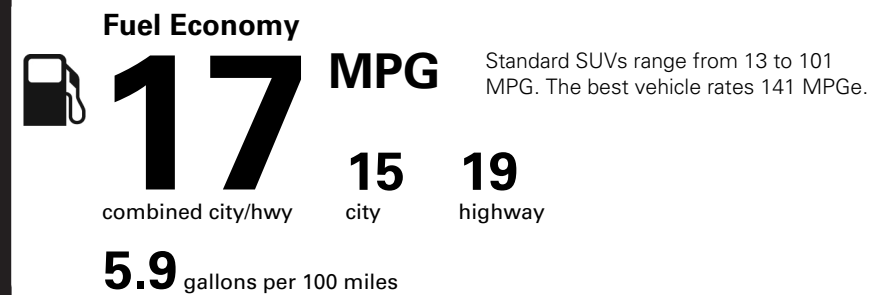 Fuel Economy
17 MPG
Standard SUVs range from 13 to 101
MPG. The best vehicle rates 141 MPGe.
combined city/hwy
15
city
19
highway
5.9 gallons per 100 miles